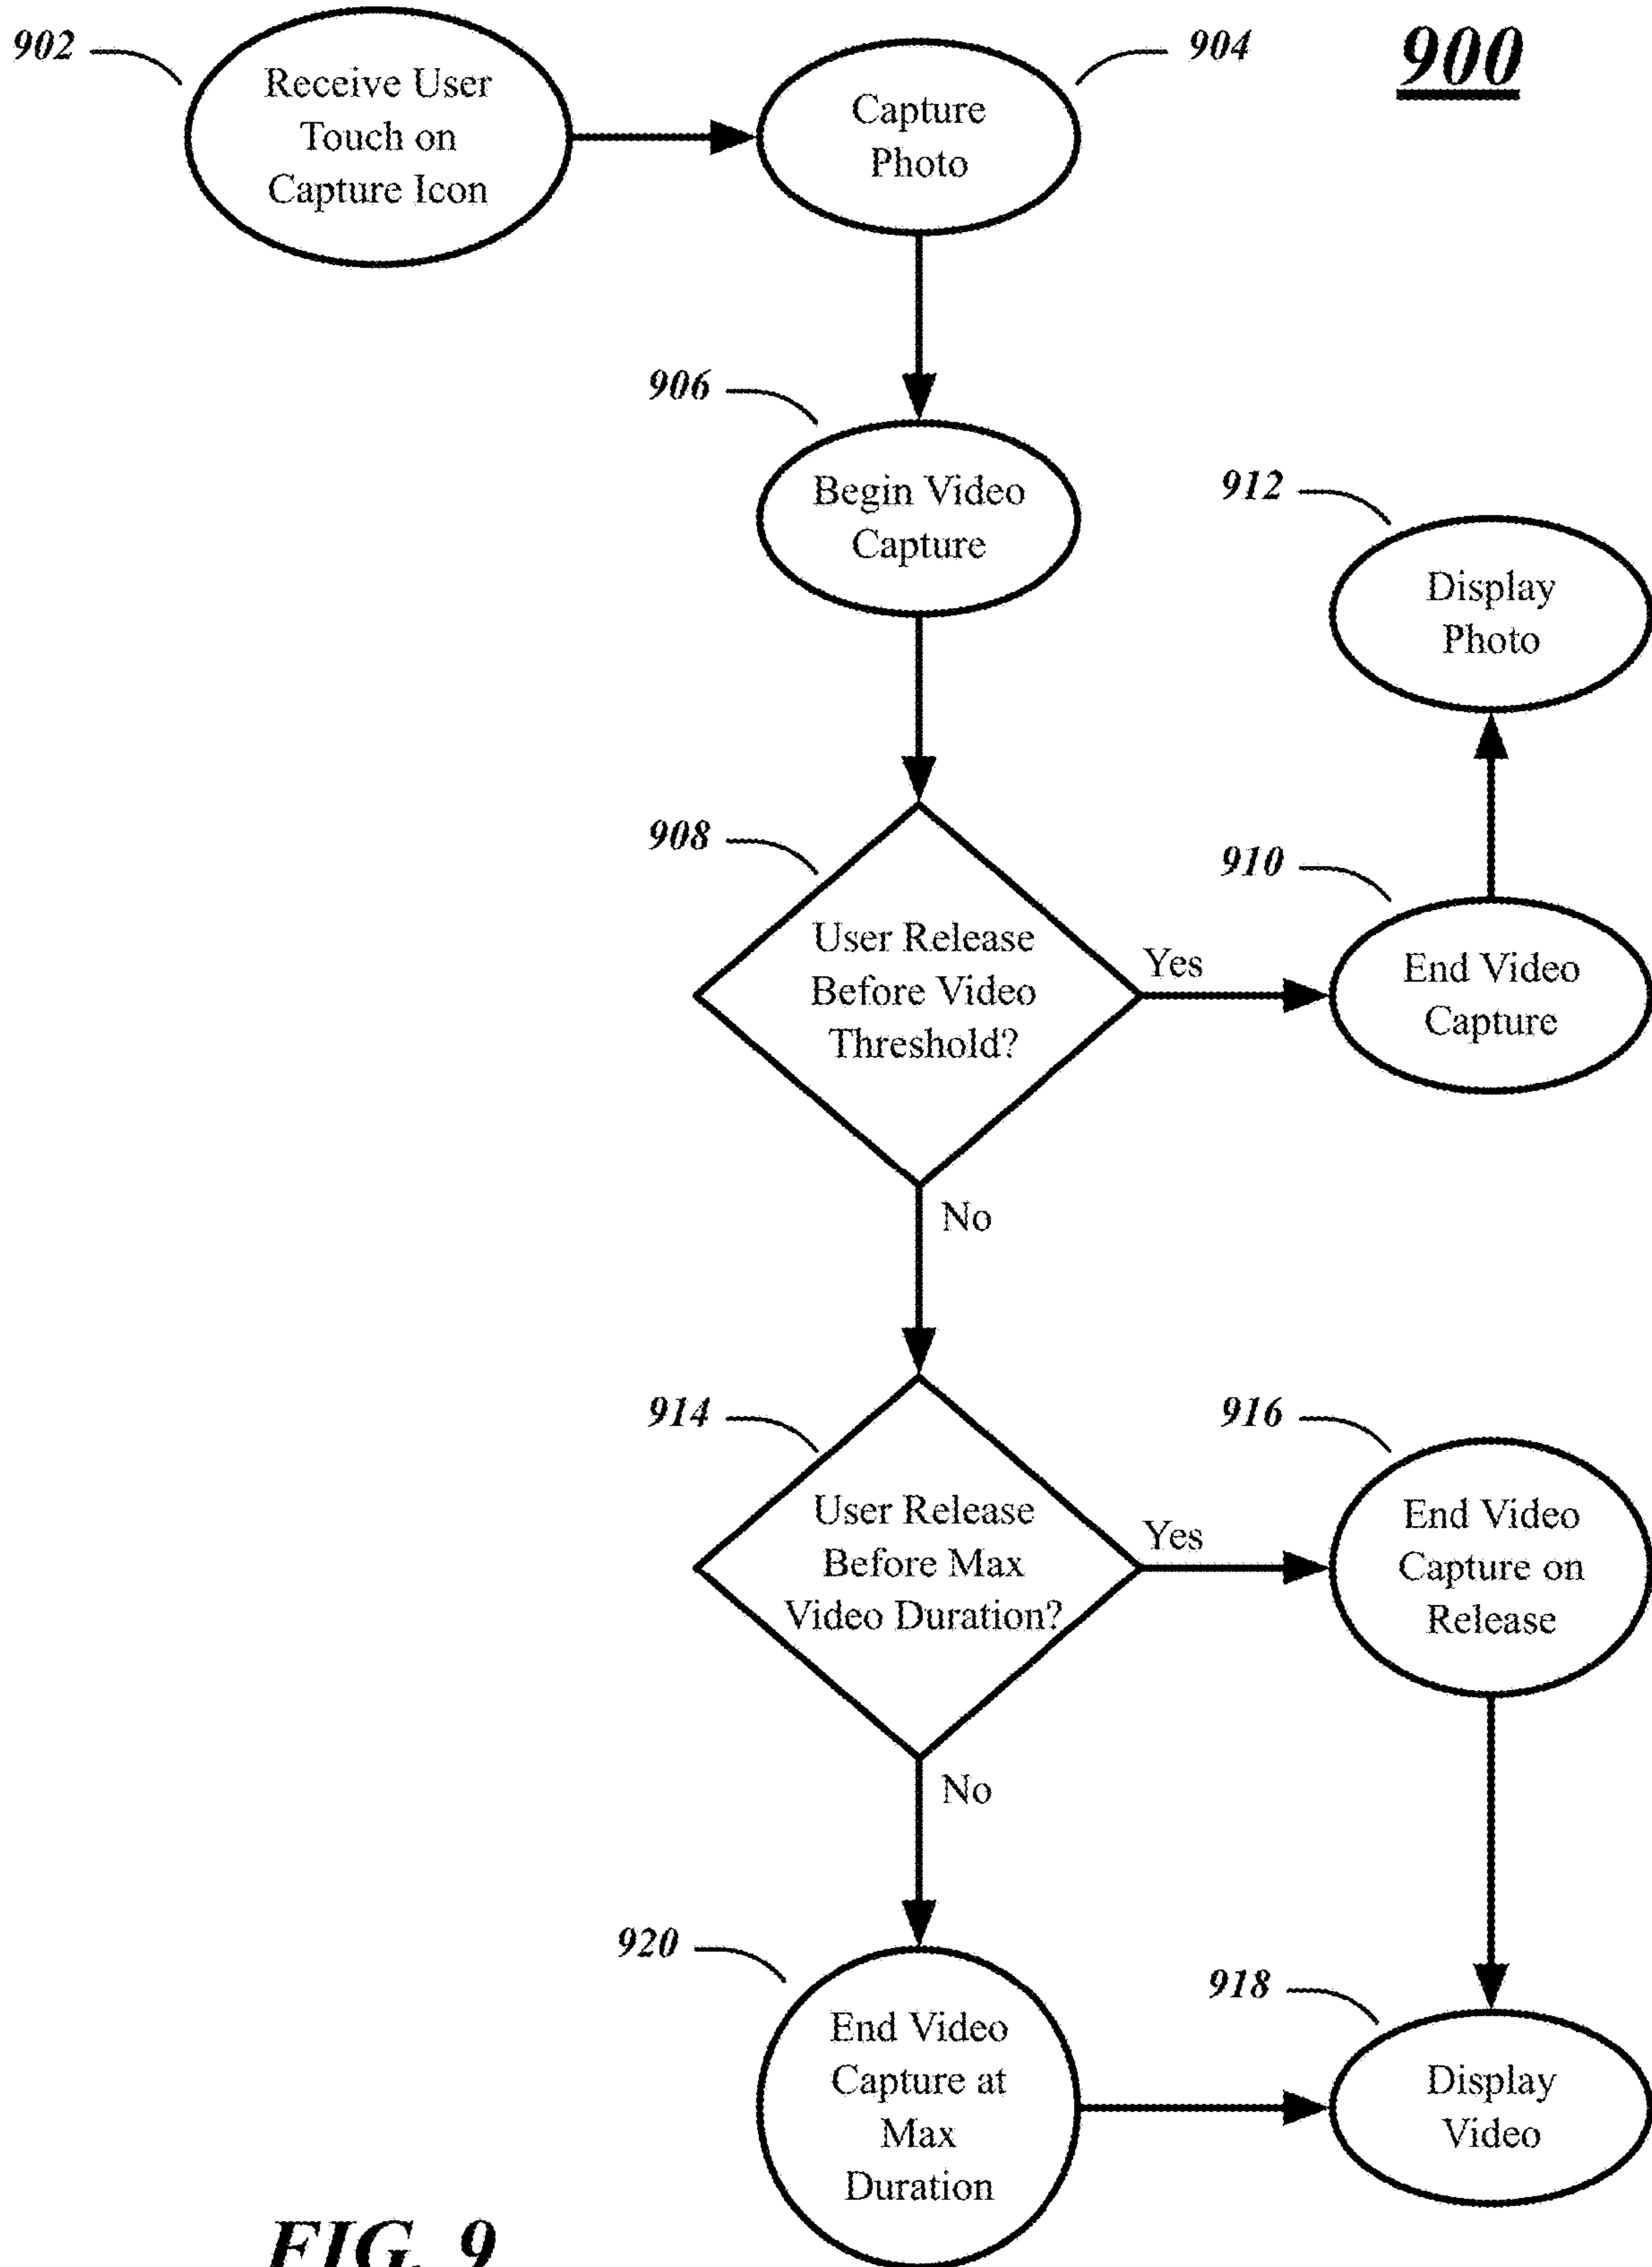 902
Receive User
Touch on
Capture Icon
904
Capture
Photo
900
906
Begin Video
Capture
912
Display
Photo
908
User Release
Before Video
Threshold?
Yes
910
End Video
Capture
No
914
User Release
Before Max
Video Duration?
Yes
916
End Video
Capture on
Release
No
920
End Video
Capture at
Max
Duration
918
Display
Video
FIG. 9